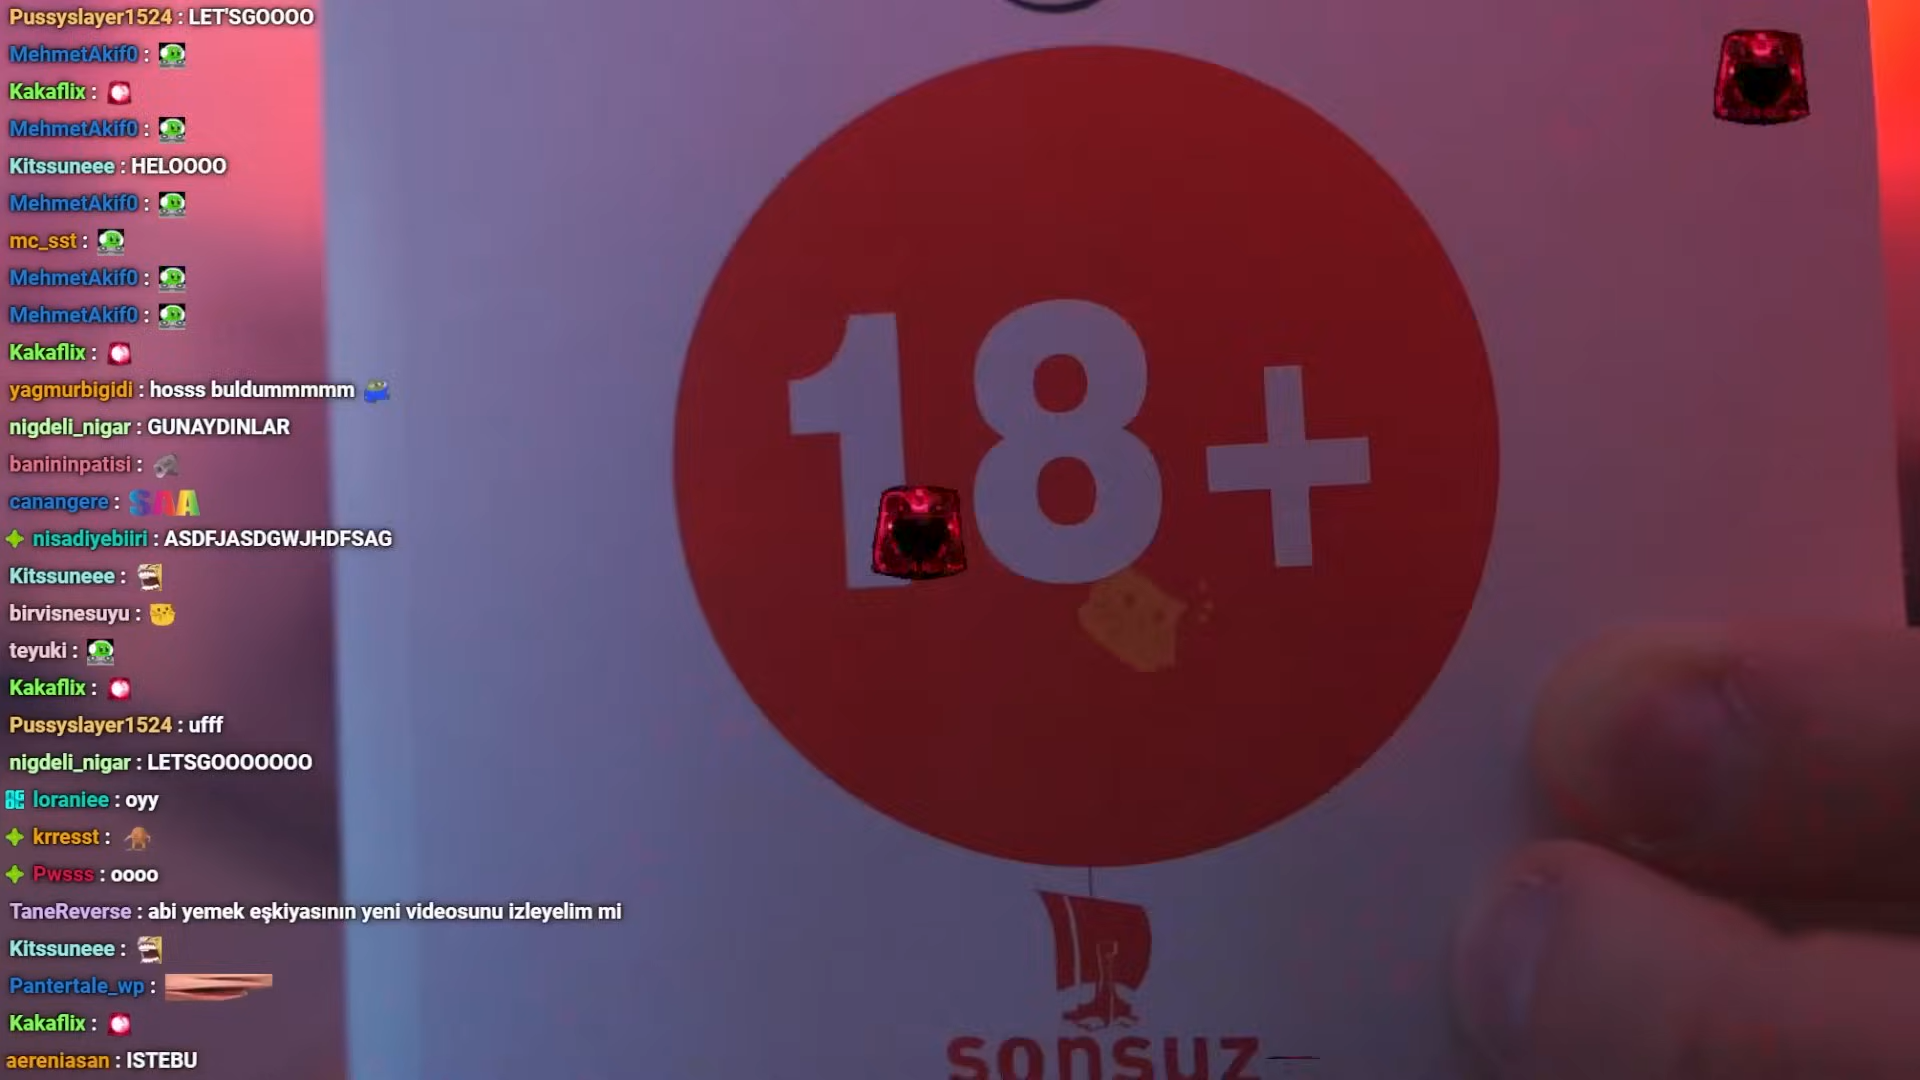 Pussyslayer1524 : LET'SGOOOO
MehmetAkif0 :
Kakaflix :
MehmetAkif0 :
Kitssuneee : HELOOOO
MehmetAkif0 :
mc_sst :
MehmetAkif0 :
MehmetAkif0 :
Kakaflix :
yagmurbigidi : hosss buldummmmm
nigdeli_nigar : GUNAYDINLAR
banininpatisi :
canangere : SAA
nisadiyebiiri : ASDFJASDGWJHDFSAG
Kitssuneee :
birvisnesuyu :
teyuki :
Kakaflix :
Pussyslayer1524 : ufff
nigdeli_nigar : LETSGOOOOOOO
loraniee : oyy
krresst :
Pwsss : oooo
TaneReverse : abi yemek eşkiyasının yeni videosunu izleyelim mi
Kitssuneee :
Pantertale_wp :
Kakaflix :
aereniasan : ISTEBU
18+
sonsuz